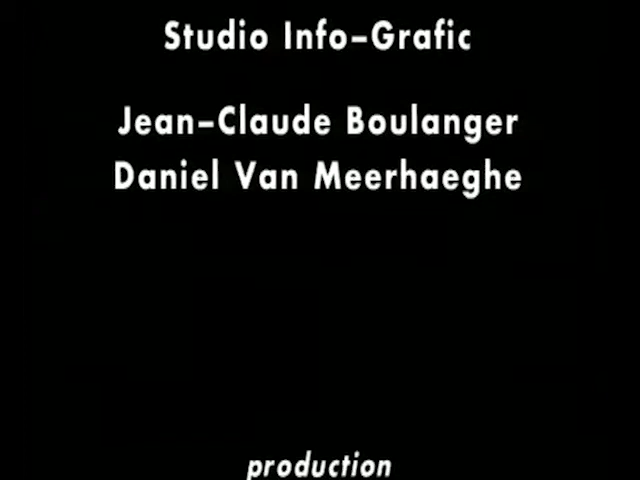 Studio Info-Grafic
Jean-Claude Boulanger
Daniel Van Meerhaeghe
production